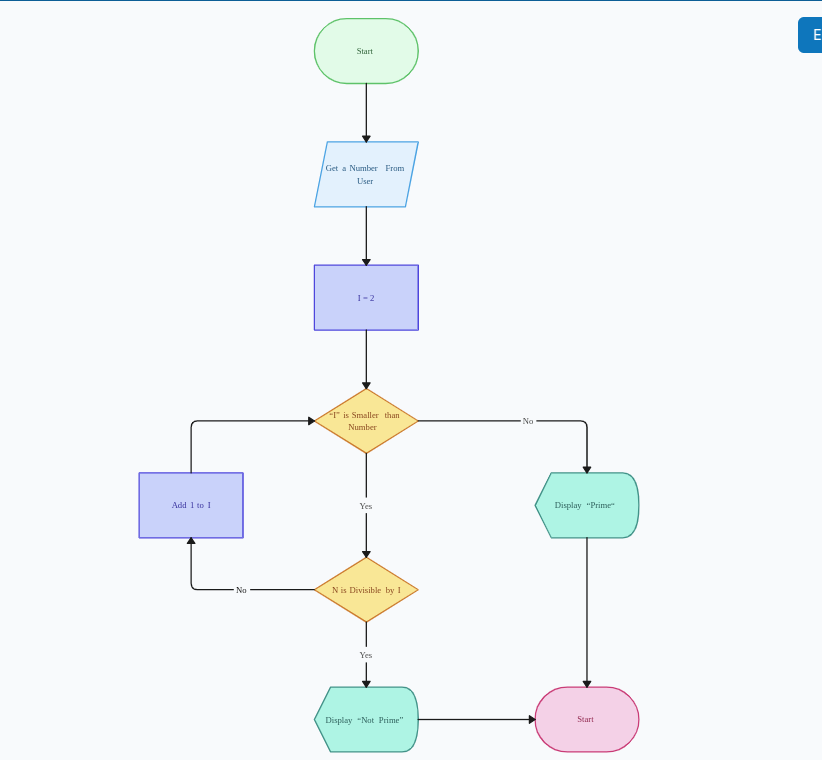 Start
E
Get a Number From
User
I = 2
“I” is Smaller than
Number
No
Add 1 to I
Yes
Display “Prime“
N is Divisible by I
No
Yes
Display “Not Prime”
Start